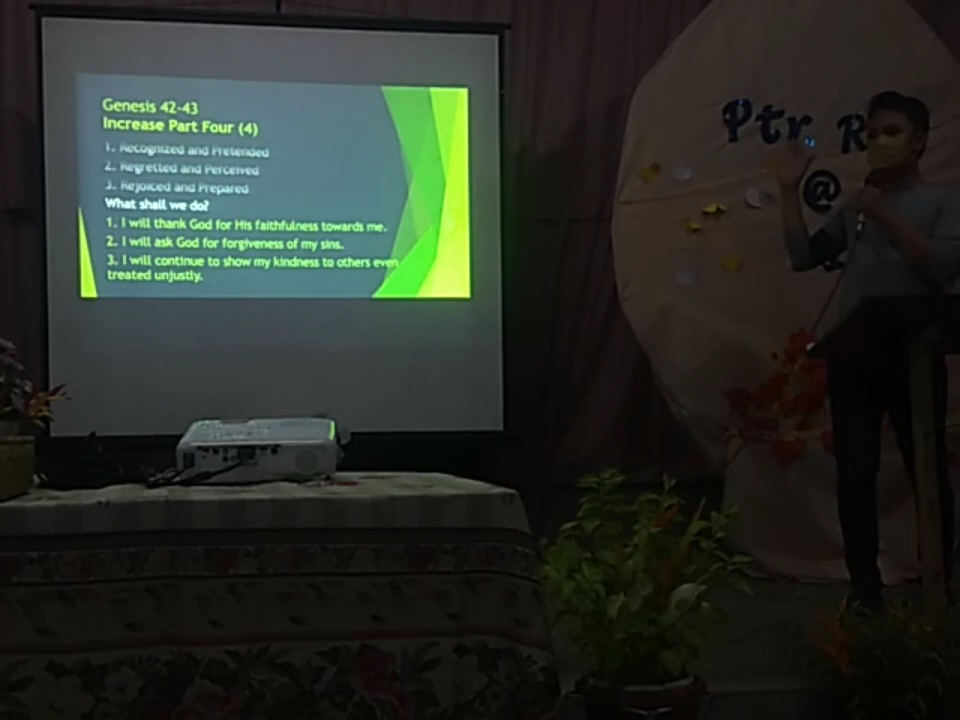 Genesis 42-43
Increase Part Four (4)
1. Recognized and Pretended
2. Regretted and Perceived
3. Rejoiced and Prepared
What shall we do?
1. I will thank God for His faithfulness towards me.
2. I will ask God for forgiveness of my sins.
3. I will continue to show my kindness to others even
treated unjustly.
Ptr. R
@